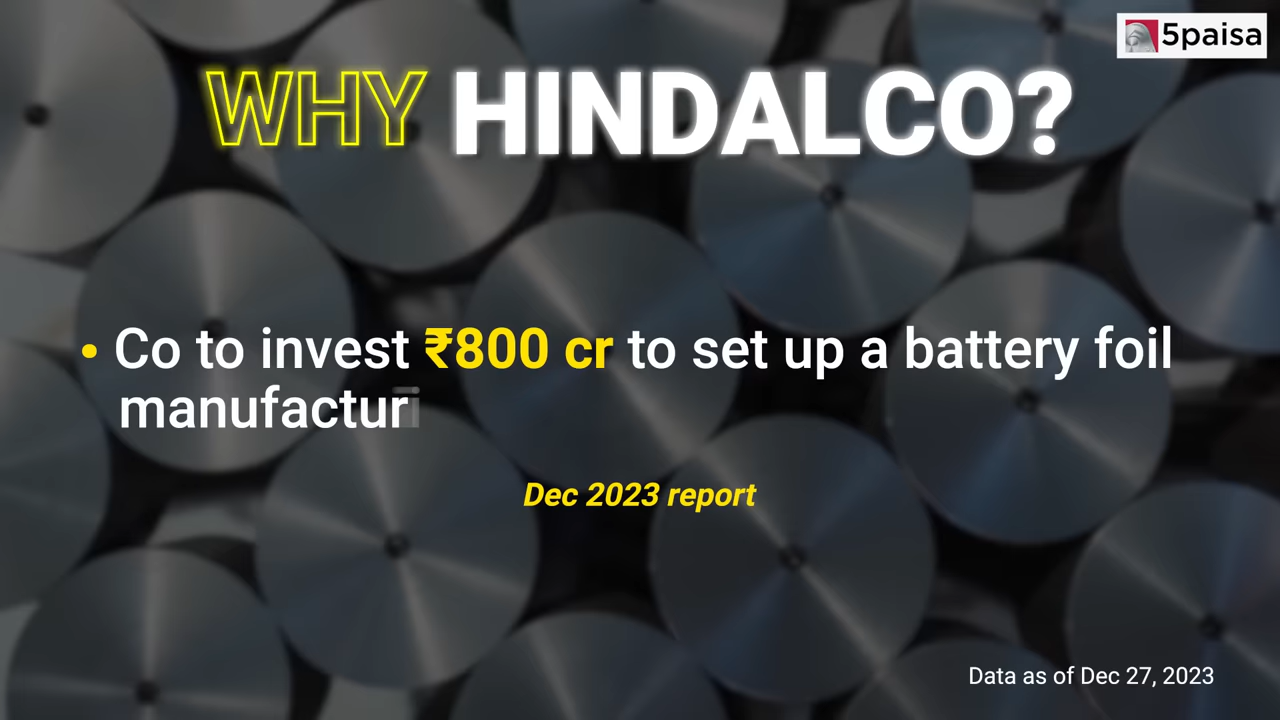 5paisa
WHY HINDALCO?
• Co to invest ₹800 cr to set up a battery foil
manufacturi
Dec 2023 report
Data as of Dec 27, 2023